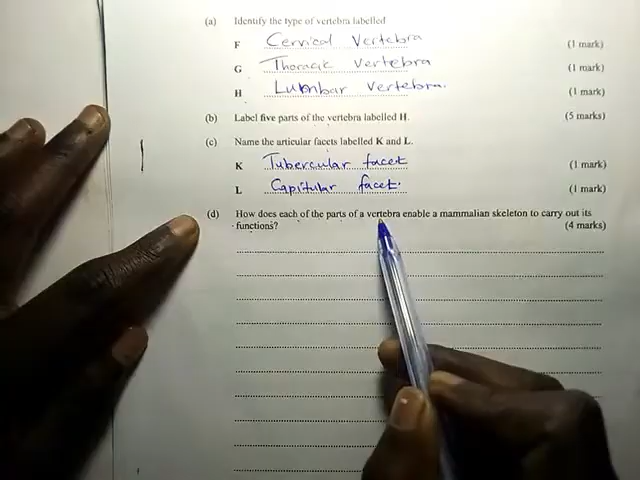 (a) Identify the type of vertebra labelled
F Cervical Vertebra (1 mark)
G Thoracic Vertebra (1 mark)
H Lumbar Vertebra. (1 mark)
(b) Label five parts of the vertebra labelled H. (5 marks)
(c) Name the articular facets labelled K and L.
K Tubercular facet (1 mark)
L Capitular facet. (1 mark)
(d) How does each of the parts of a vertebra enable a mammalian skeleton to carry out its
functions? (4 marks)